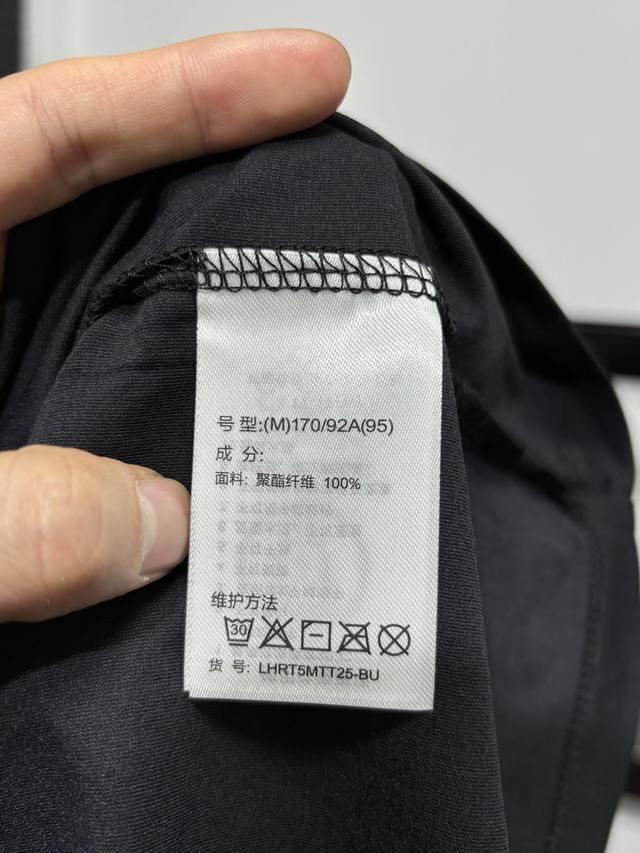 号 型:(M)170/92A(95)
成 分:
面料: 聚酯纤维 100%
维护方法
30
货 号: LHRT5MTT25-BU